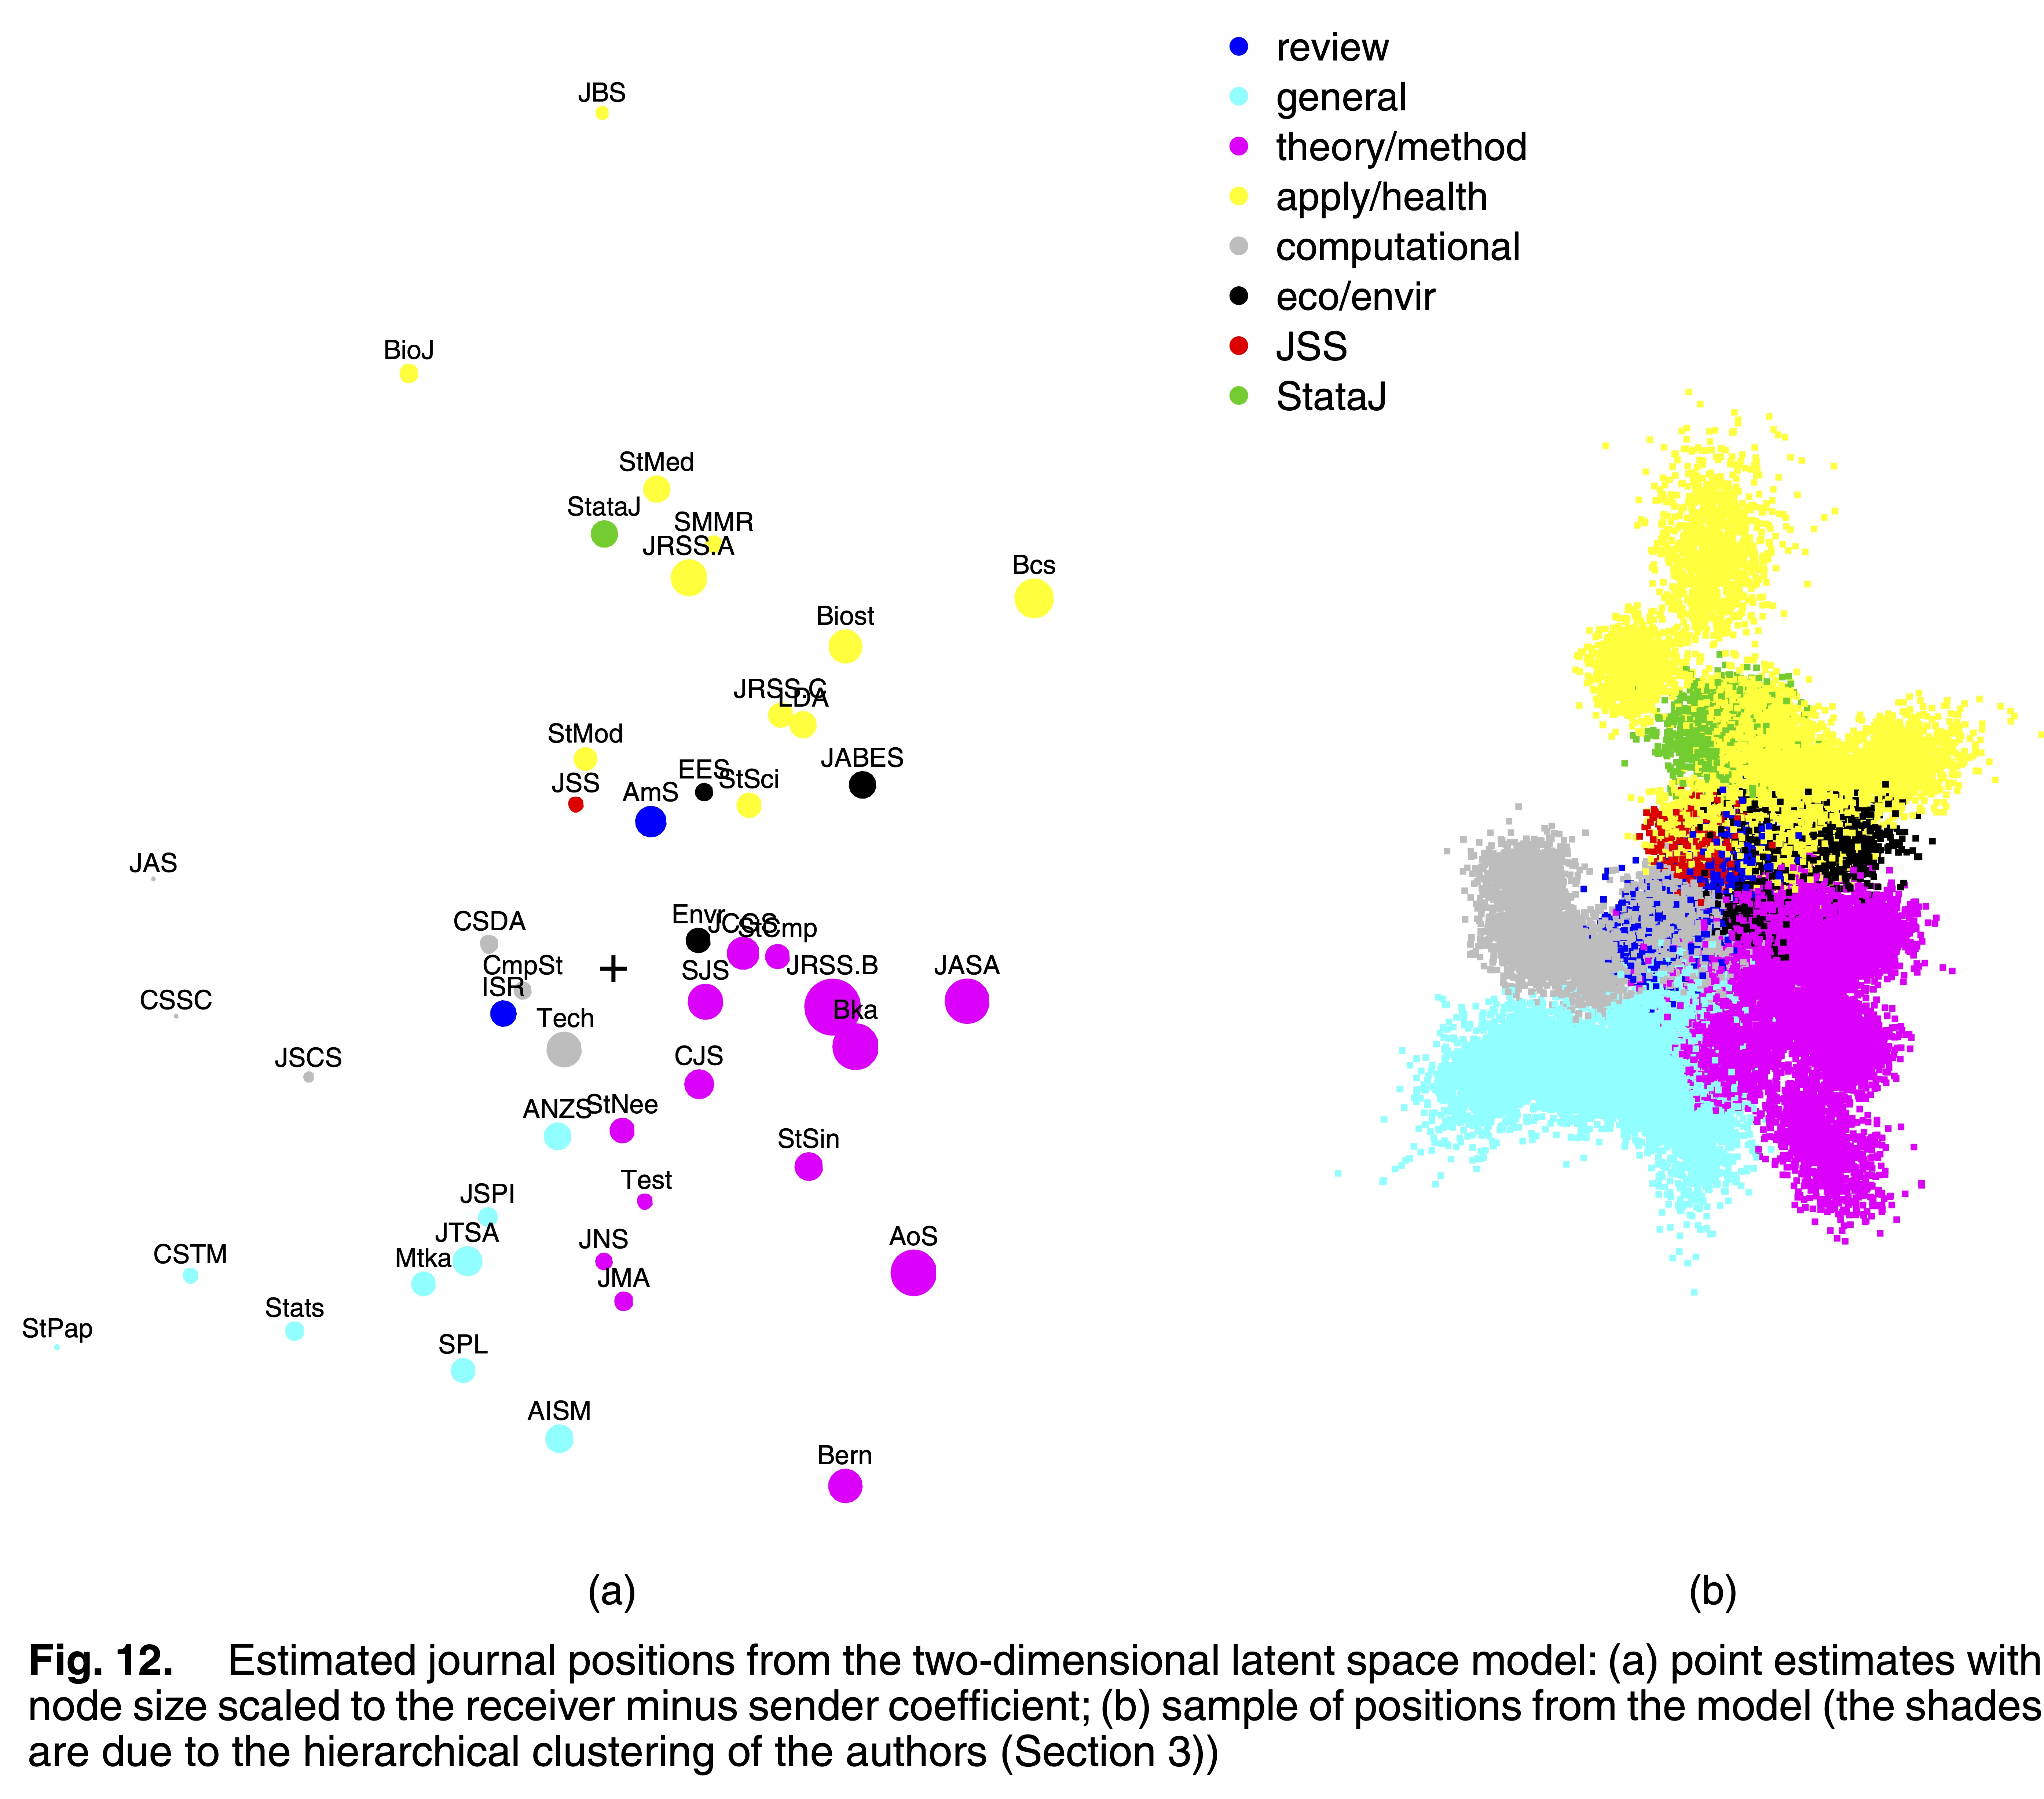 JBS
BioJ
StMed
StataJ
SMMR
JRSS.A
Bcs
Biost
JRSS.C
LDA
StMod
JSS
AmS
EES
StSci
JABES
JAS
CSDA
Envr
JCGS
StCmp
CmpSt
ISR
SJS
JRSS.B
JASA
CSSC
Bka
Tech
JSCS
CJS
ANZS
StNee
StSin
Test
JSPI
JTSA
JNS
AoS
CSTM
Mtka
JMA
Stats
StPap
SPL
AISM
Bern
(a)
review
general
theory/method
apply/health
computational
eco/envir
JSS
StataJ
(b)
Fig. 12. Estimated journal positions from the two-dimensional latent space model: (a) point estimates with
node size scaled to the receiver minus sender coefficient; (b) sample of positions from the model (the shades
are due to the hierarchical clustering of the authors (Section 3))